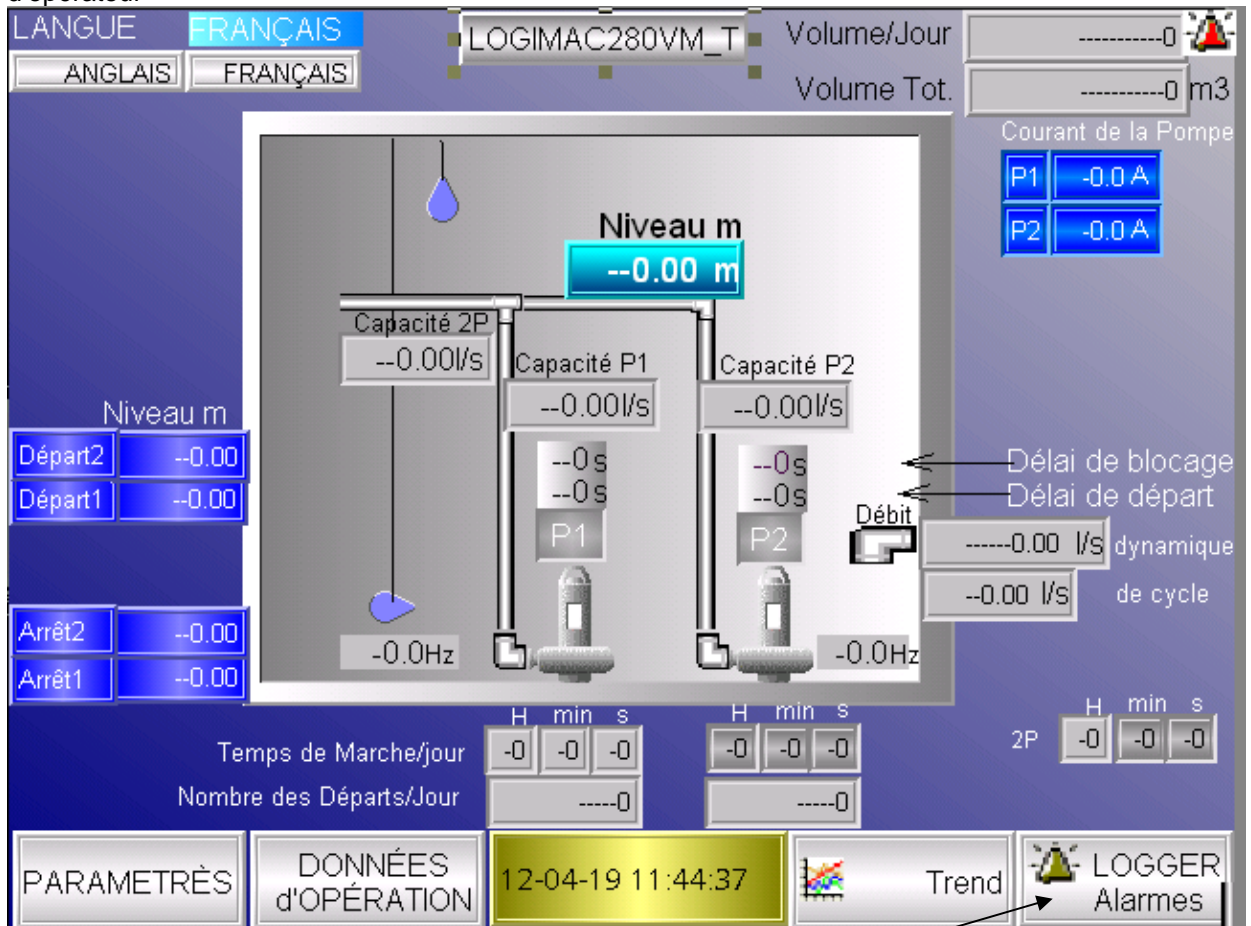 d'opérateur
LANGUE FRANÇAIS
ANGLAIS FRANÇAIS
LOGIMAC280VM_T
Volume/Jour -----------0
Volume Tot. -----------0 m3
Courant de la Pompe
P1 -0.0 A
P2 -0.0 A
Niveau m
--0.00 m
Capacité 2P
--0.00l/s
Capacité P1
--0.00l/s
Capacité P2
--0.00l/s
Niveau m
Départ2 --0.00
Départ1 --0.00
Arrêt2 --0.00
Arrêt1 --0.00
--0s
--0s
P1
--0s
--0s
P2
Délai de blocage
Délai de départ
Débit
------0.00 l/s dynamique
--0.00 l/s de cycle
-0.0Hz
-0.0Hz
H min s
H min s
H min s
Temps de Marche/jour -0 -0 -0 -0 -0 -0
2P -0 -0 -0
Nombre des Départs/Jour -----0 -----0
PARAMETRÈS
DONNÉES
d'OPÉRATION
12-04-19 11:44:37
Trend
LOGGER
Alarmes